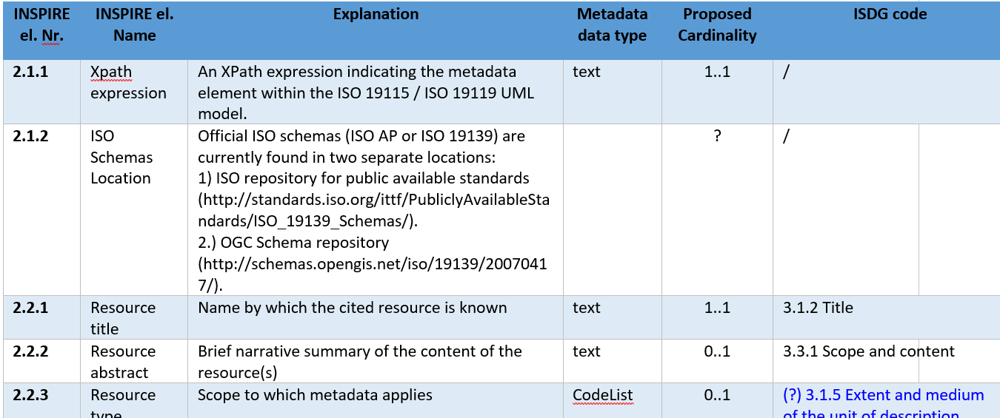 INSPIRE el. Nr. INSPIRE el. Name Explanation Metadata data type Proposed Cardinality ISDG code
2.1.1 Xpath An XPath expression indicating the metadata text 1..1 /
expression element within the ISO 19115 / ISO 19119 UML
model.
2.1.2 ISO Official ISO schemas (ISO AP or ISO 19139) are ? /
Schemas currently found in two separate locations:
Location 1) ISO repository for public available standards
(http://standards.iso.org/ittf/PubliclyAvailableSta
ndards/ISO_19139_Schemas/).
2.) OGC Schema repository
(http://schemas.opengis.net/iso/19139/2007041
7/).
2.2.1 Resource Name by which the cited resource is known text 1..1 3.1.2 Title
title
2.2.2 Resource Brief narrative summary of the content of the text 0..1 3.3.1 Scope and content
abstract resource(s)
2.2.3 Resource Scope to which metadata applies CodeList 0..1 (?) 3.1.5 Extent and medium
type of the unit of description